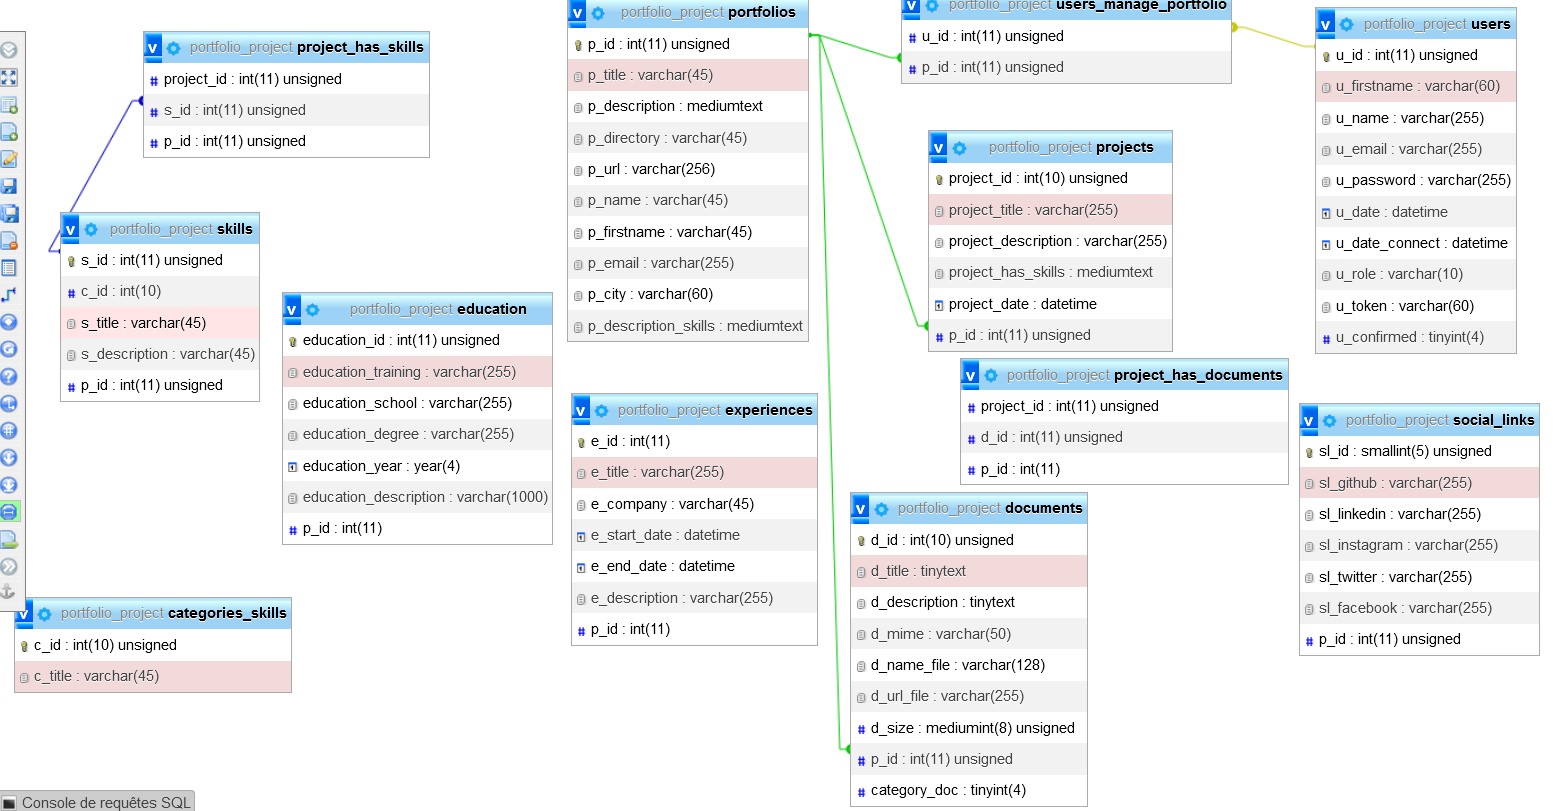 portfolio_project project_has_skills
project_id : int(11) unsigned
s_id : int(11) unsigned
p_id : int(11) unsigned
portfolio_project skills
s_id : int(11) unsigned
c_id : int(10)
s_title : varchar(45)
s_description : varchar(45)
p_id : int(11) unsigned
portfolio_project education
education_id : int(11) unsigned
education_training : varchar(255)
education_school : varchar(255)
education_degree : varchar(255)
education_year : year(4)
education_description : varchar(1000)
p_id : int(11)
portfolio_project categories_skills
c_id : int(10) unsigned
c_title : varchar(45)
portfolio_project portfolios
p_id : int(11) unsigned
p_title : varchar(45)
p_description : mediumtext
p_directory : varchar(45)
p_url : varchar(256)
p_name : varchar(45)
p_firstname : varchar(45)
p_email : varchar(255)
p_city : varchar(60)
p_description_skills : mediumtext
portfolio_project experiences
e_id : int(11)
e_title : varchar(255)
e_company : varchar(45)
e_start_date : datetime
e_end_date : datetime
e_description : varchar(255)
p_id : int(11)
portfolio_project users_manage_portfolio
u_id : int(11) unsigned
p_id : int(11) unsigned
portfolio_project projects
project_id : int(10) unsigned
project_title : varchar(255)
project_description : varchar(255)
project_has_skills : mediumtext
project_date : datetime
p_id : int(11) unsigned
portfolio_project project_has_documents
project_id : int(11) unsigned
d_id : int(11) unsigned
p_id : int(11)
portfolio_project documents
d_id : int(10) unsigned
d_title : tinytext
d_description : tinytext
d_mime : varchar(50)
d_name_file : varchar(128)
d_url_file : varchar(255)
d_size : mediumint(8) unsigned
p_id : int(11) unsigned
category_doc : tinyint(4)
portfolio_project users
u_id : int(11) unsigned
u_firstname : varchar(60)
u_name : varchar(255)
u_email : varchar(255)
u_password : varchar(255)
u_date : datetime
u_date_connect : datetime
u_role : varchar(10)
u_token : varchar(60)
u_confirmed : tinyint(4)
portfolio_project social_links
sl_id : smallint(5) unsigned
sl_github : varchar(255)
sl_linkedin : varchar(255)
sl_instagram : varchar(255)
sl_twitter : varchar(255)
sl_facebook : varchar(255)
p_id : int(11) unsigned
Console de requêtes SQL